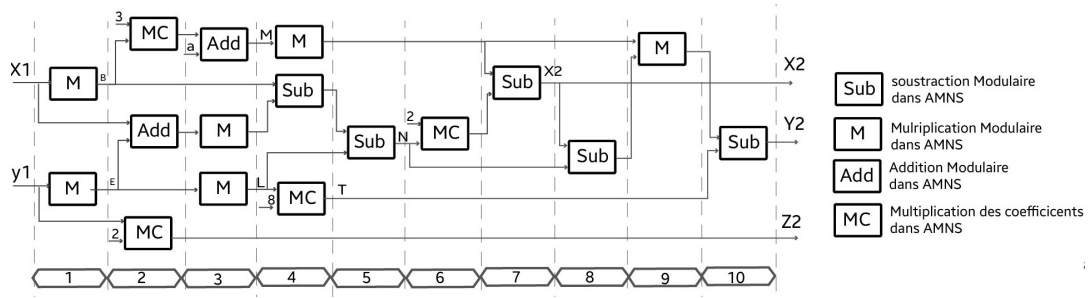 3
MC
a
Add
M
M
M
X1
M
B
Sub
X2
Sub
X2
2
Add
M
Sub
N
MC
Sub
Sub
Y2
y1
M
E
M
L
8
MC
T
2
MC
Z2
1
2
3
4
5
6
7
8
9
10
Sub
soustraction Modulaire
dans AMNS
M
Mulriplication Modulaire
dans AMNS
Add
Addition Modulaire
dans AMNS
MC
Multiplication des coefificents
dans AMNS
a